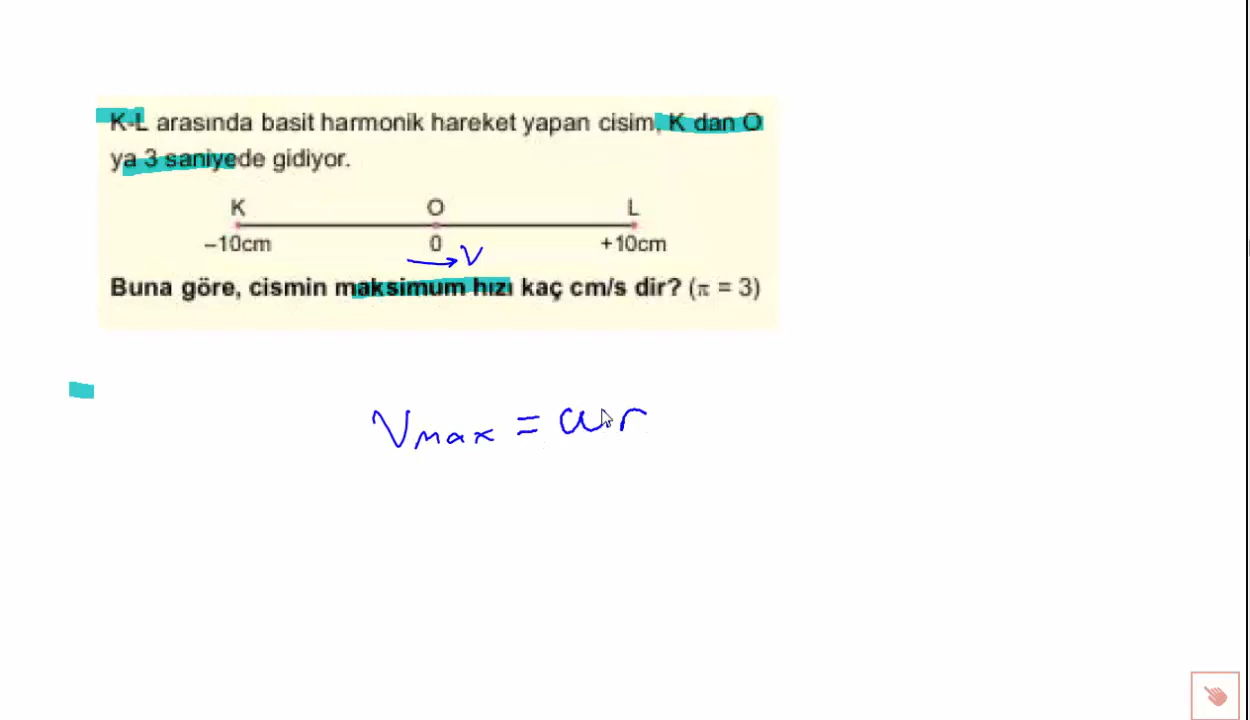 K-L arasında basit harmonik hareket yapan cisim, K dan O
ya 3 saniyede gidiyor.
K O L
–10cm 0 +10cm
V
Buna göre, cismin maksimum hızı kaç cm/s dir? (π = 3)
Vmax = ω.r